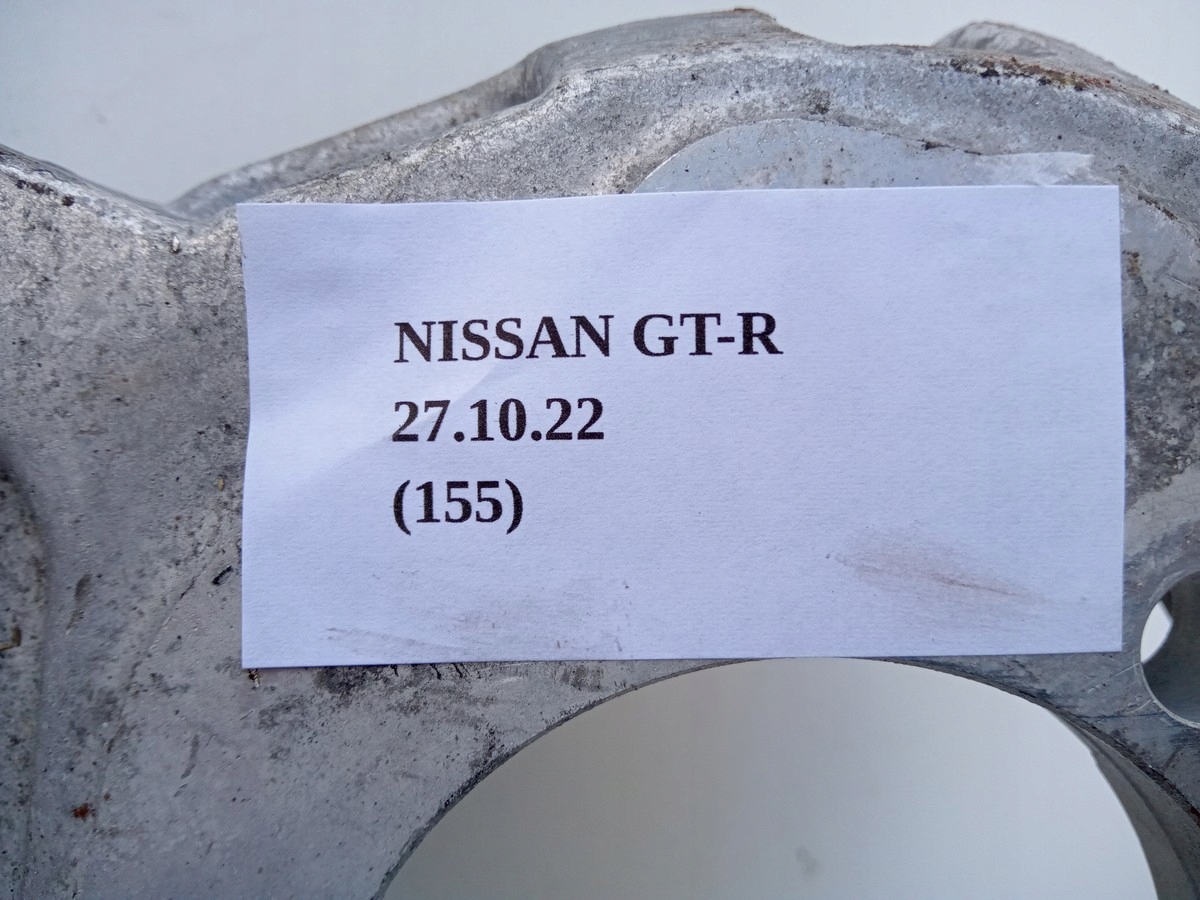 NISSAN GT-R
27.10.22
(155)